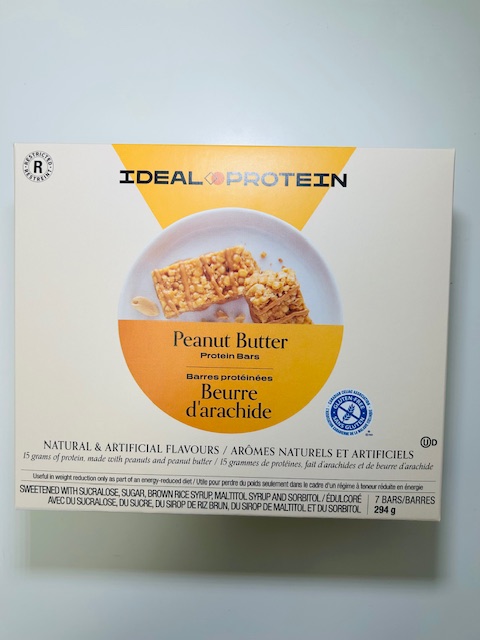 RESTRICTED
R
RESTREINT
IDEAL PROTEIN
Peanut Butter
Protein Bars
Barres protéinées
Beurre
d'arachide
GLUTEN-FREE
SANS GLUTEN
NATURAL & ARTIFICIAL FLAVOURS / ARÔMES NATURELS ET ARTIFICIELS
U D
15 grams of protein, made with peanuts and peanut butter / 15 grammes de protéines, fait d'arachides et de beurre d'arachide
Useful in weight reduction only as part of an energy-reduced diet / Utile pour perdre du poids seulement dans le cadre d'un régime à teneur réduite en énergie
SWEETENED WITH SUCRALOSE, SUGAR, BROWN RICE SYRUP, MALTITOL SYRUP AND SORBITOL / ÉDULCORÉ
AVEC DU SUCRALOSE, DU SUCRE, DU SIROP DE RIZ BRUN, DU SIROP DE MALTITOL ET DU SORBITOL
7 BARS/BARRES
294 g